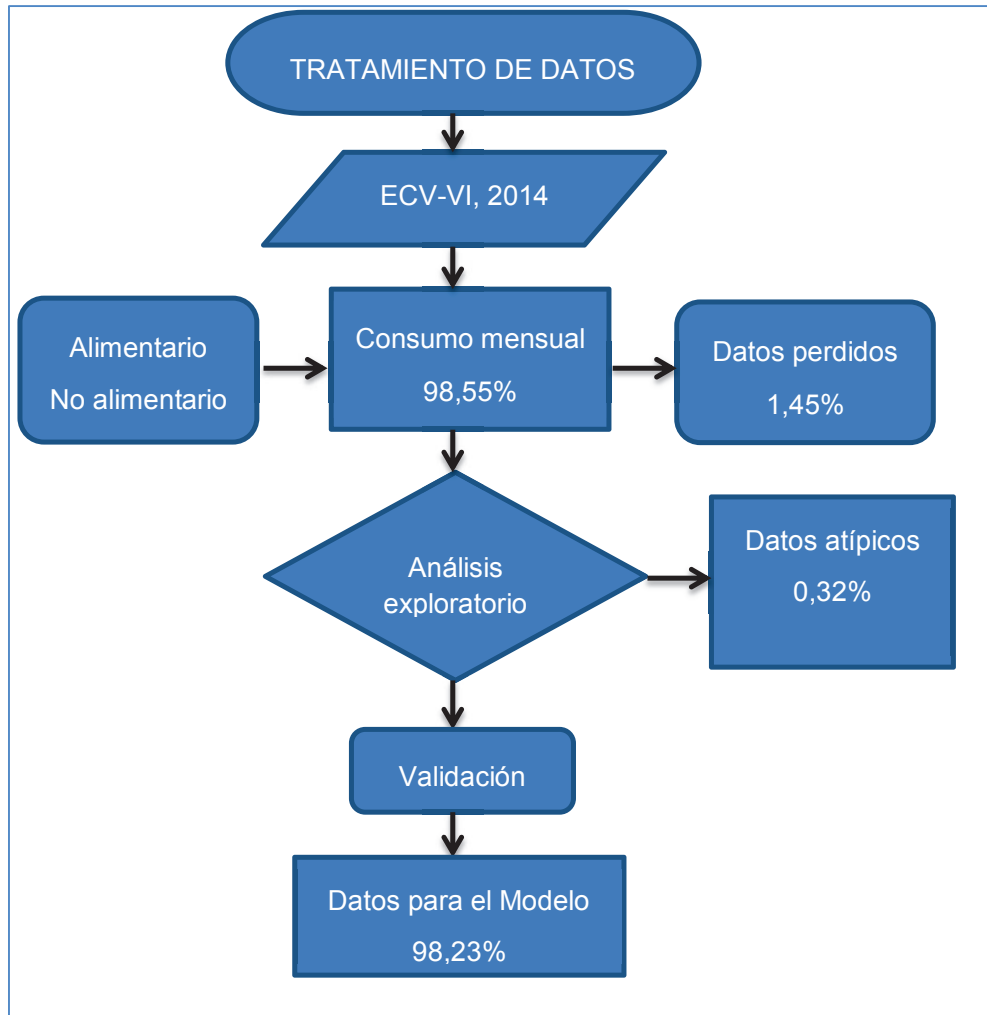 TRATAMIENTO DE DATOS
ECV-VI, 2014
Alimentario
No alimentario
Consumo mensual
98,55%
Datos perdidos
1,45%
Análisis
exploratorio
Datos atípicos
0,32%
Validación
Datos para el Modelo
98,23%